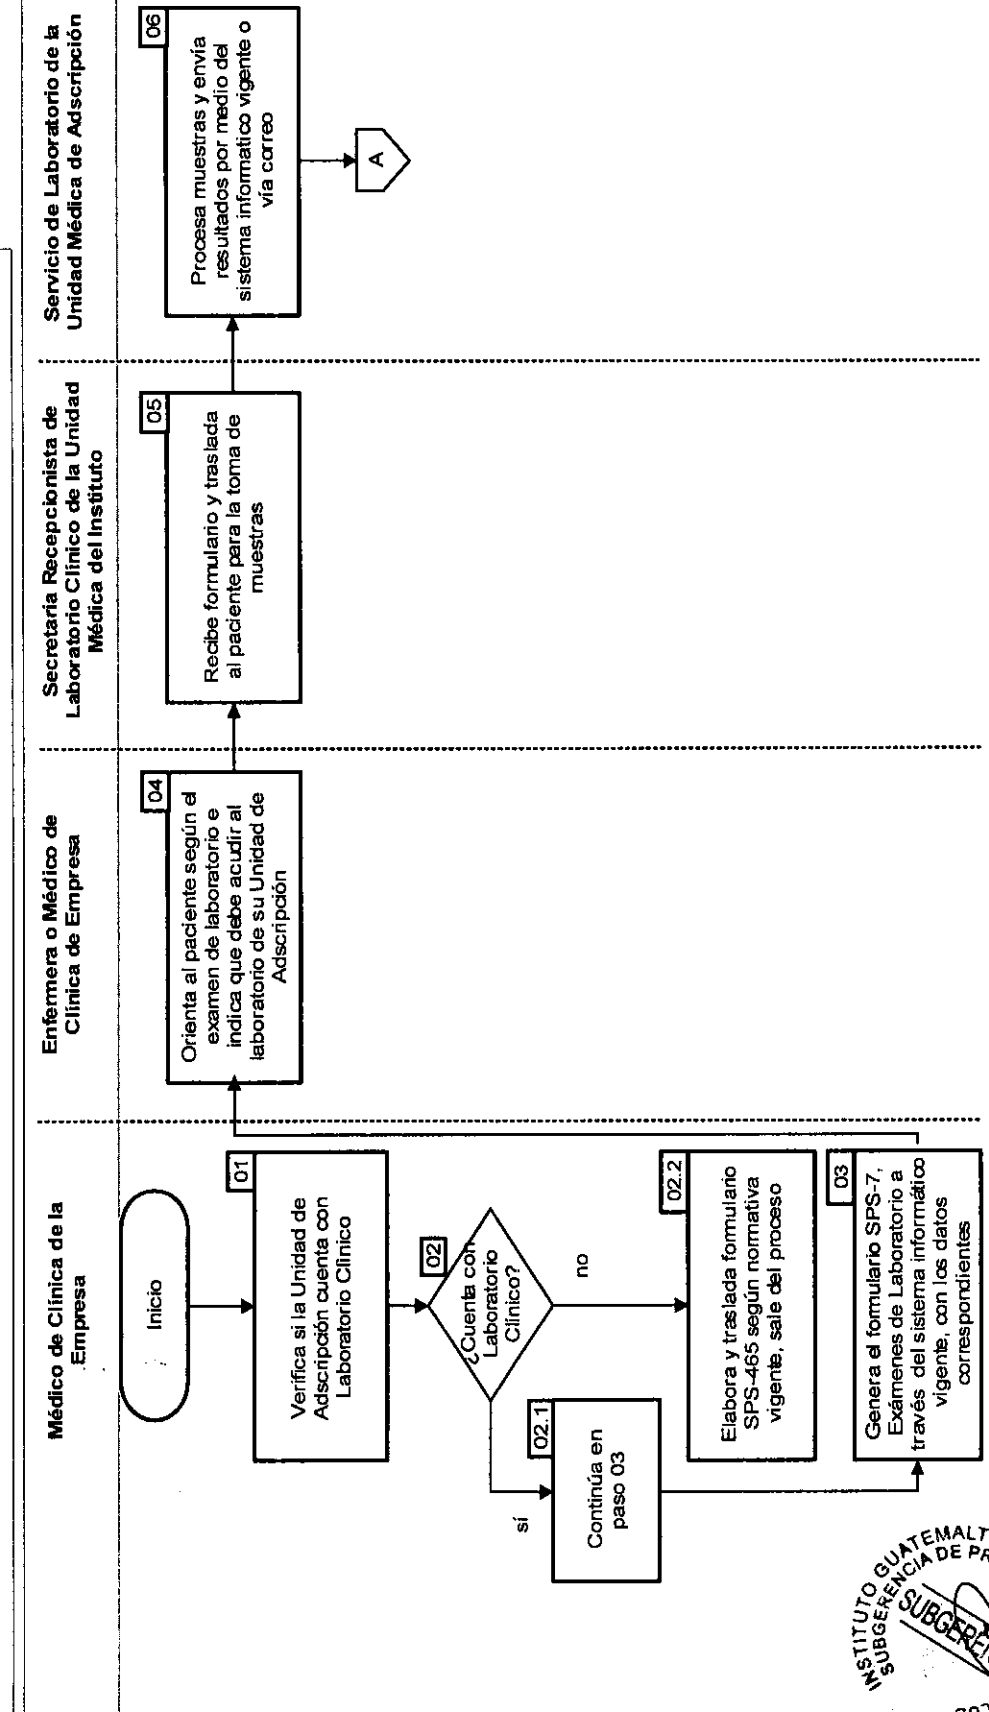 Médico de Clínica de la
Empresa
Enfermera o Médico de
Clínica de Empresa
Secretaria Recepcionista de
Laboratorio Clínico de la Unidad
Médica del Instituto
Servicio de Laboratorio de la
Unidad Médica de Adscripción
Inicio
01
Verifica si la Unidad de
Adscripción cuenta con
Laboratorio Clínico
02
¿Cuenta con
Laboratorio
Clínico?
sí
no
02.1
Continúa en
paso 03
02.2
Elabora y traslada formulario
SPS-465 según normativa
vigente, sale del proceso
03
Genera el formulario SPS-7,
Exámenes de Laboratorio a
través del sistema informático
vigente, con los datos
correspondientes
04
Orienta al paciente según el
examen de laboratorio e
indica que debe acudir al
laboratorio de su Unidad de
Adscripción
05
Recibe formulario y traslada
al paciente para la toma de
muestras
06
Procesa muestras y envía
resultados por medio del
sistema informatico vigente o
vía correo
A
INSTITUTO GUATEMALT
SUBGERENCIA DE PR